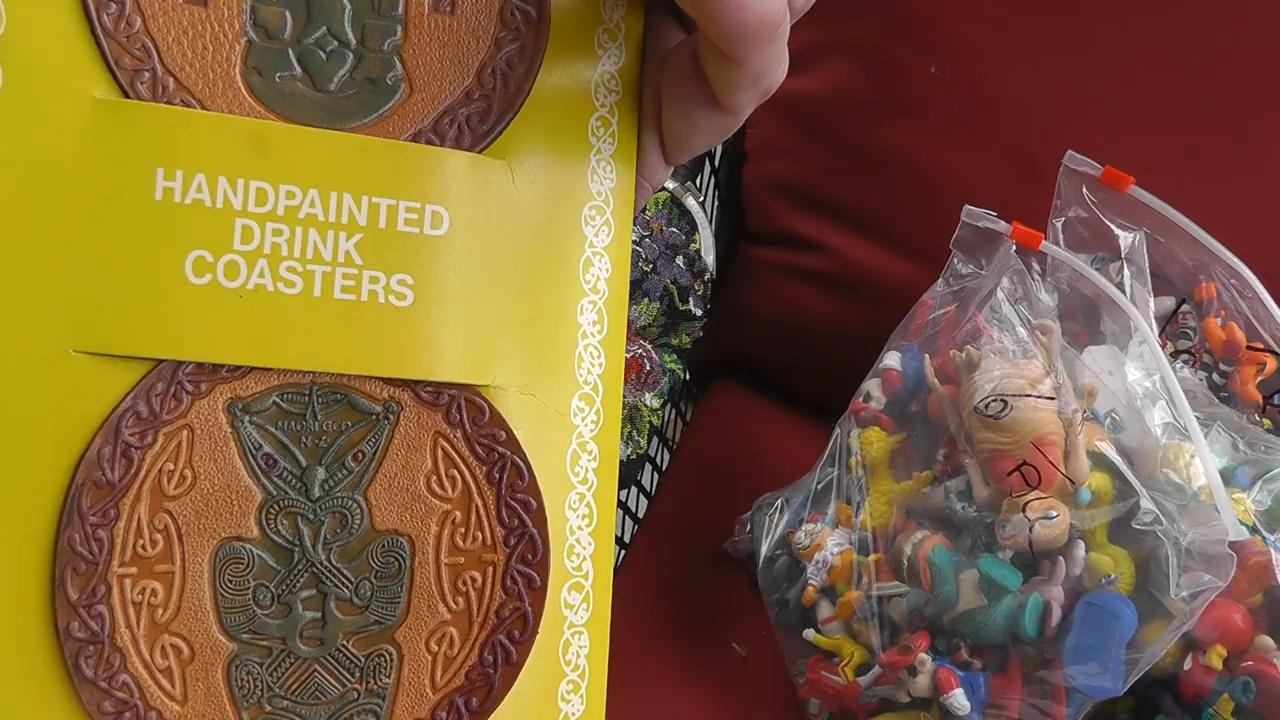 HANDPAINTED
DRINK
COASTERS
MAORI GOD
N-Z